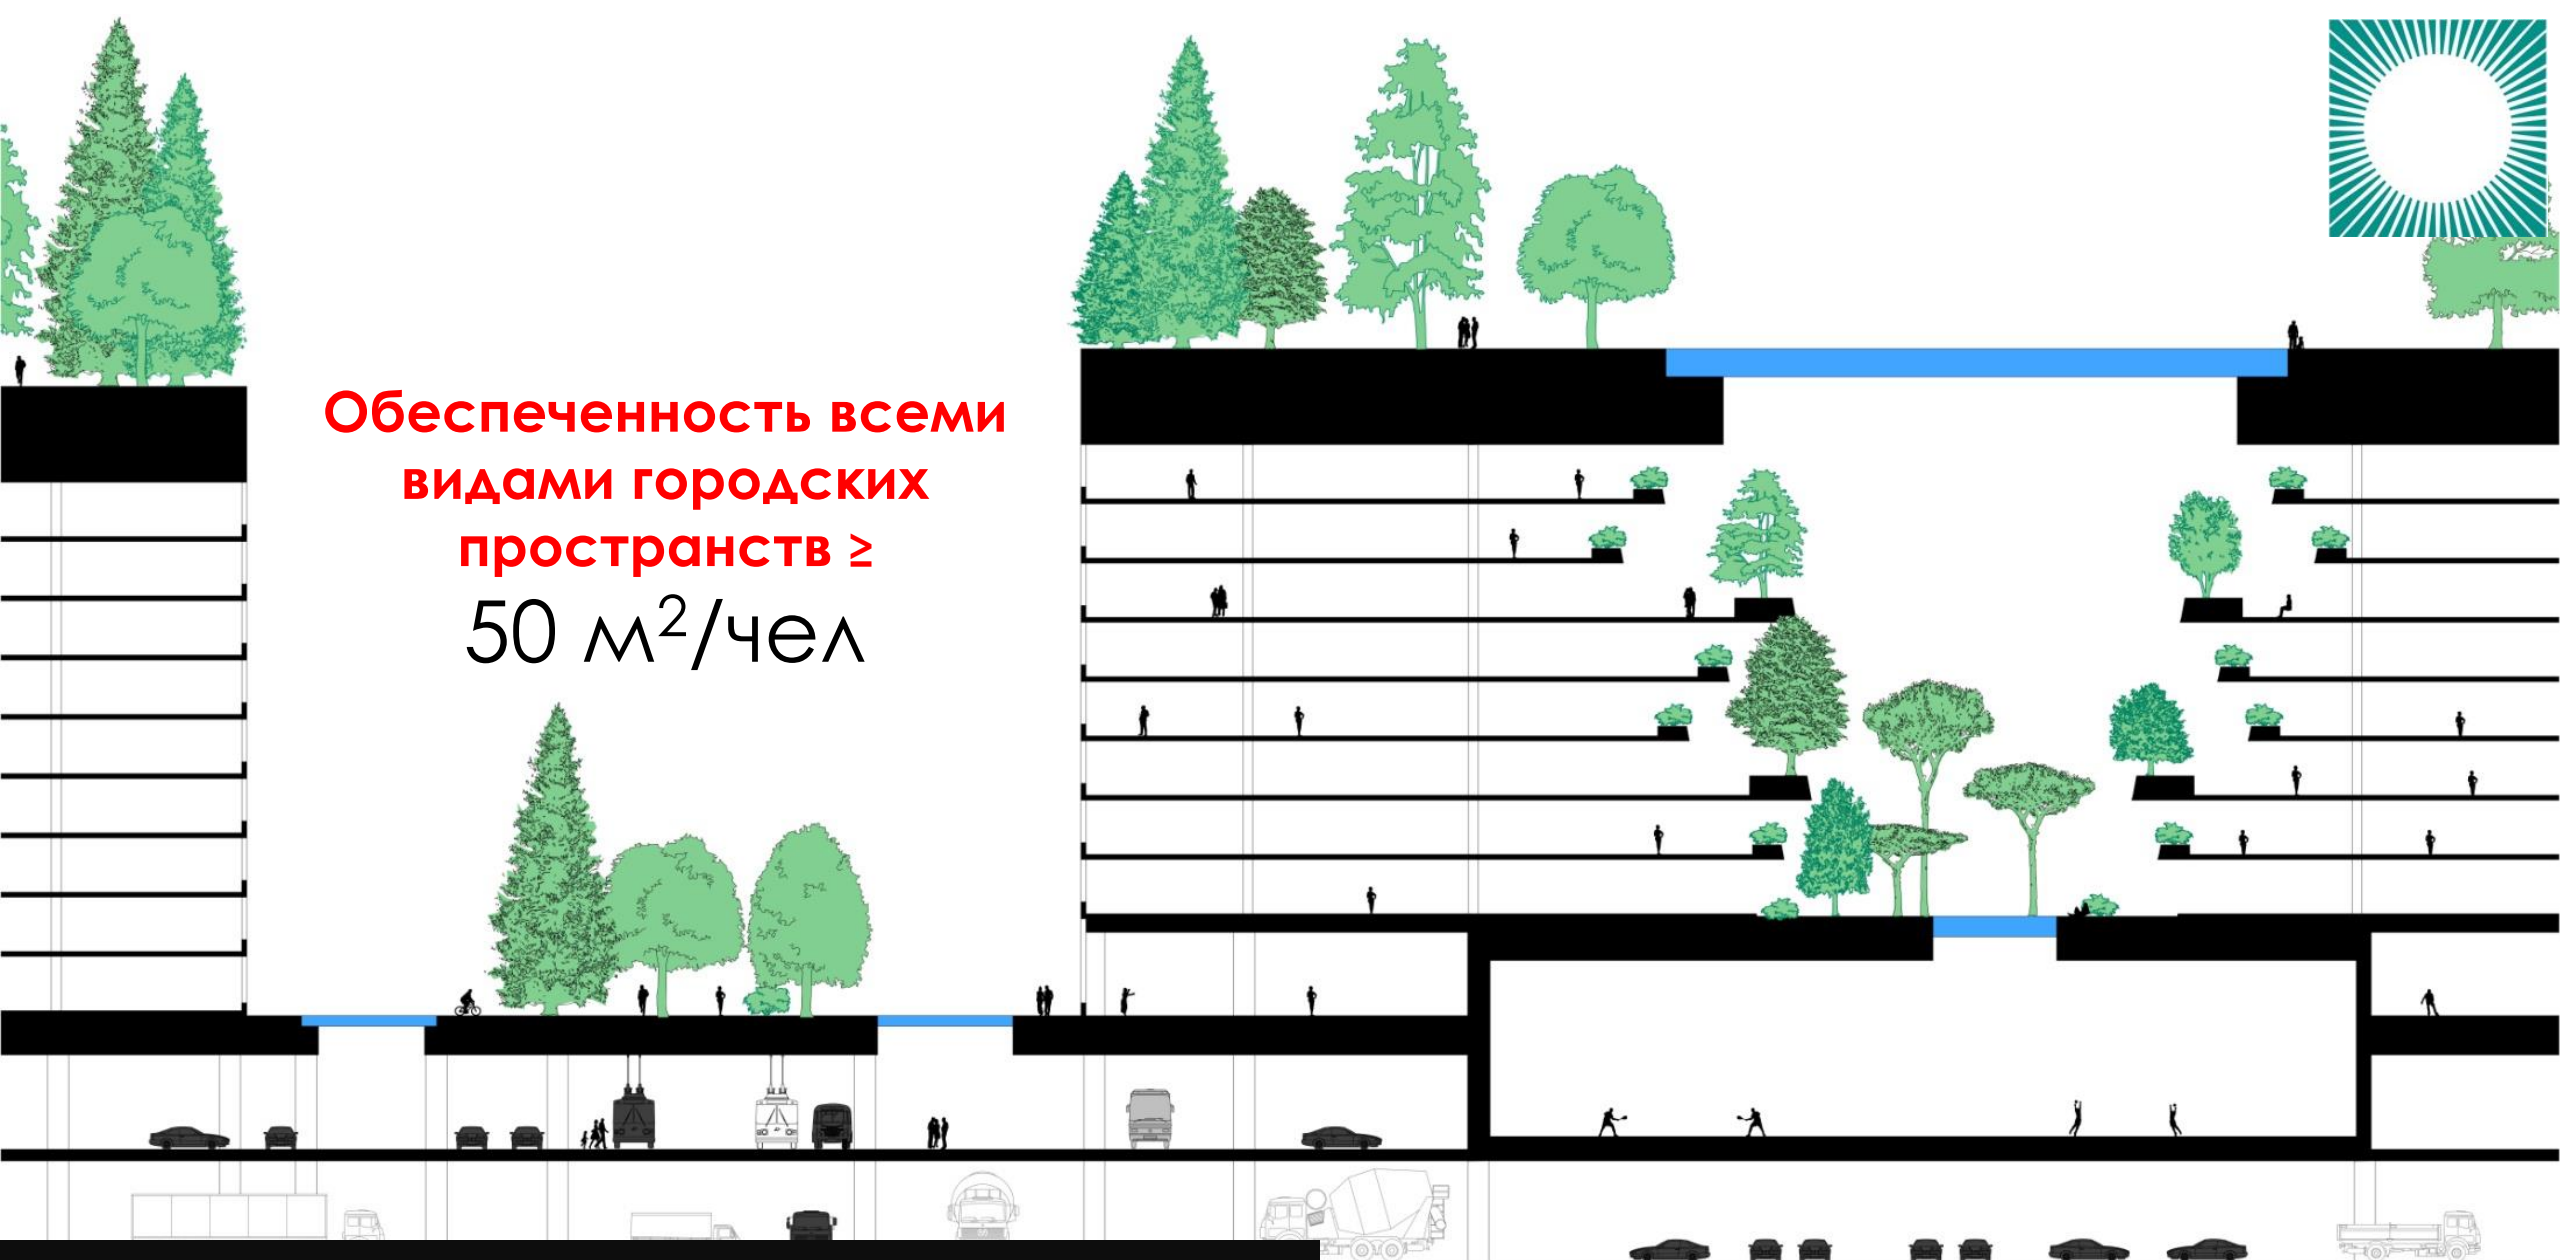 Обеспеченность всеми
видами городских
пространств ≥
50 м²/чел